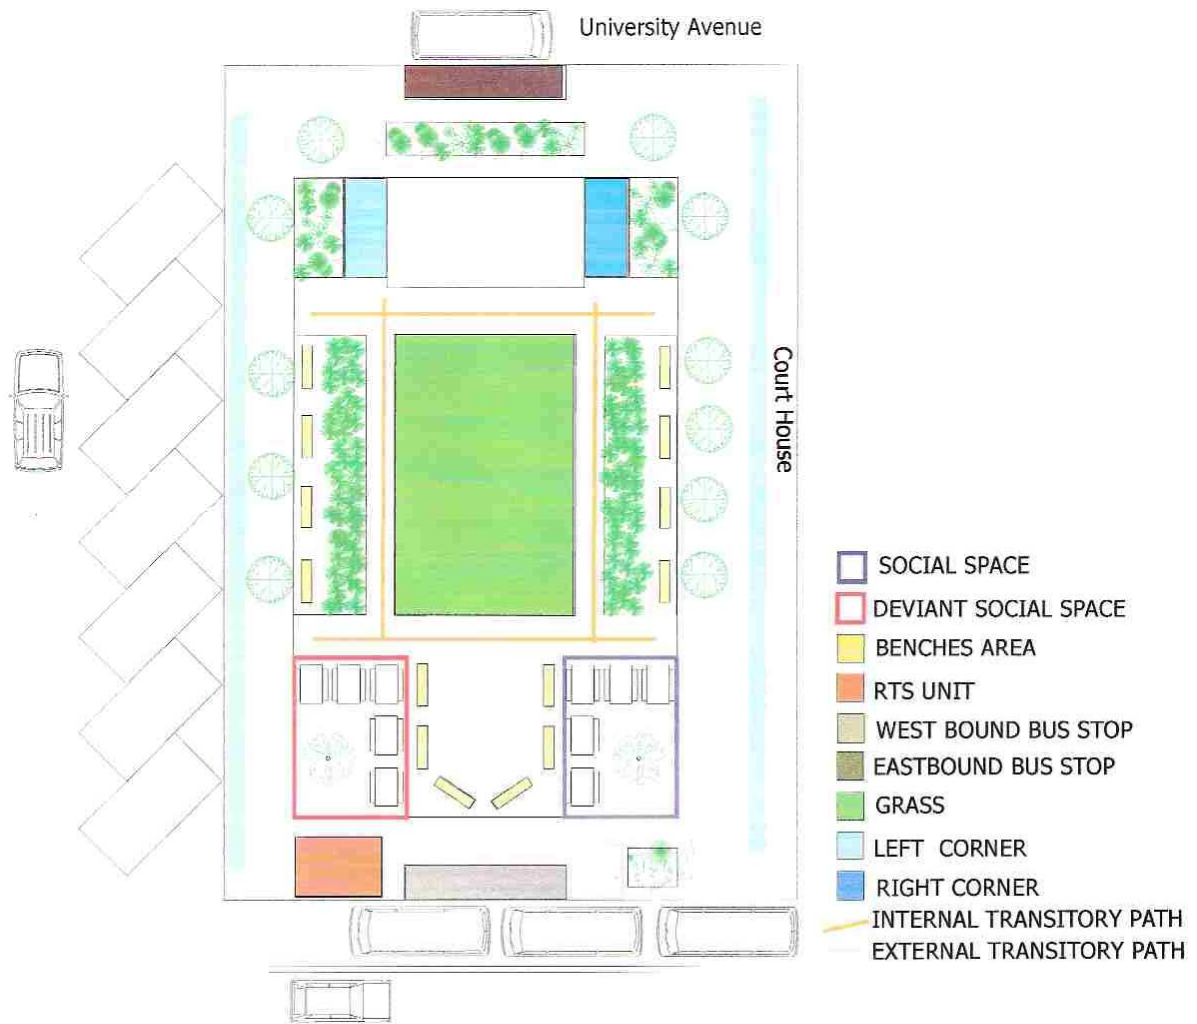 University Avenue
Court House
SOCIAL SPACE
DEVIANT SOCIAL SPACE
BENCHES AREA
RTS UNIT
WEST BOUND BUS STOP
EASTBOUND BUS STOP
GRASS
LEFT CORNER
RIGHT CORNER
INTERNAL TRANSITORY PATH
EXTERNAL TRANSITORY PATH